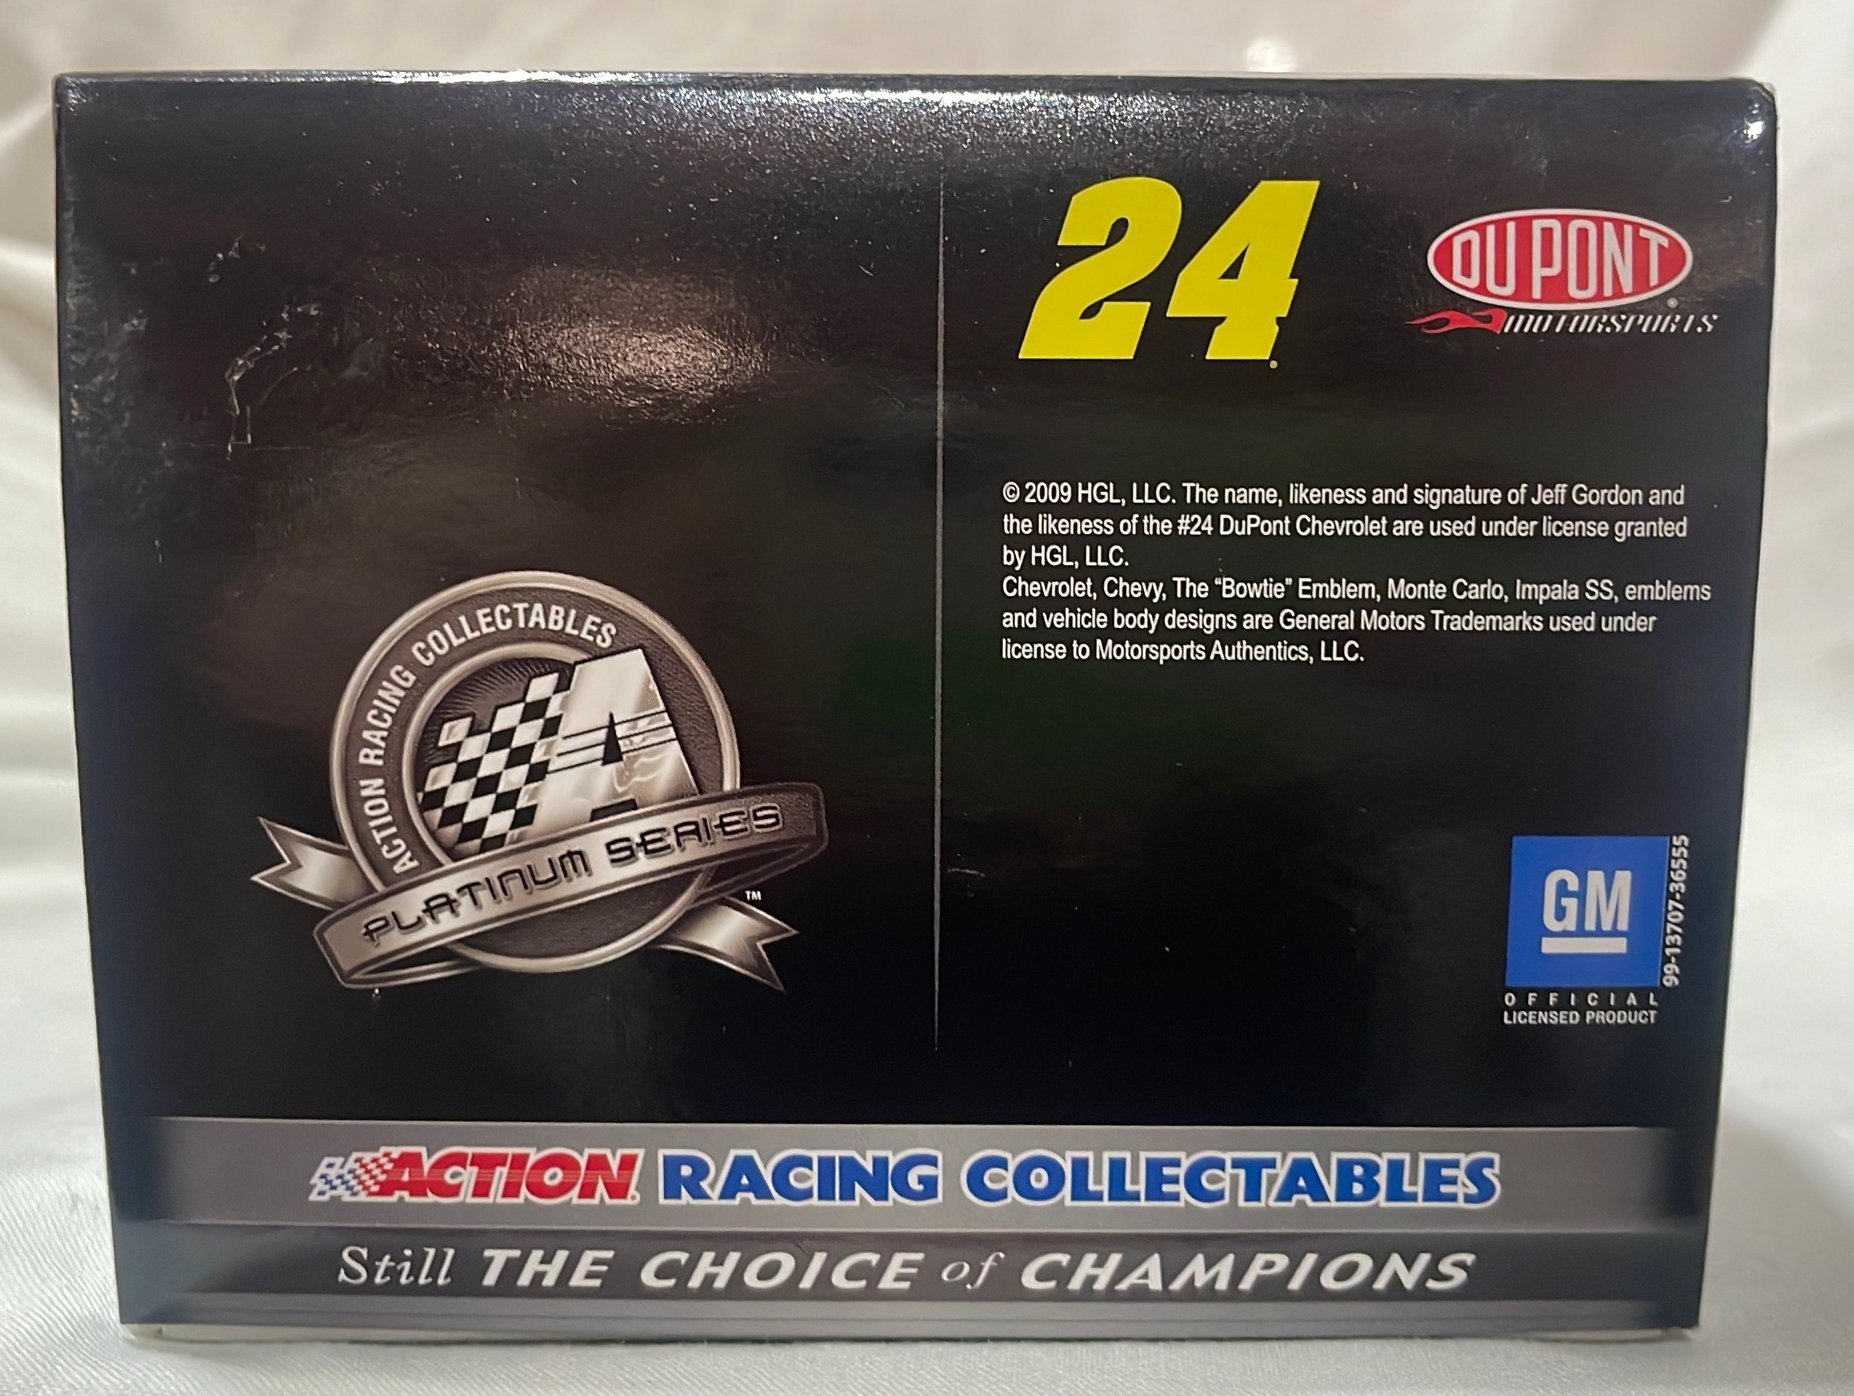 24
DUPONT
MOTORSPORTS
© 2009 HGL, LLC. The name, likeness and signature of Jeff Gordon and
the likeness of the #24 DuPont Chevrolet are used under license granted
by HGL, LLC.
Chevrolet, Chevy, The “Bowtie” Emblem, Monte Carlo, Impala SS, emblems
and vehicle body designs are General Motors Trademarks used under
license to Motorsports Authentics, LLC.
ACTION RACING COLLECTABLES
A
PLATINUM SERIES
TM
GM
99-13707-36555
OFFICIAL
LICENSED PRODUCT
ACTION RACING COLLECTABLES
Still THE CHOICE of CHAMPIONS